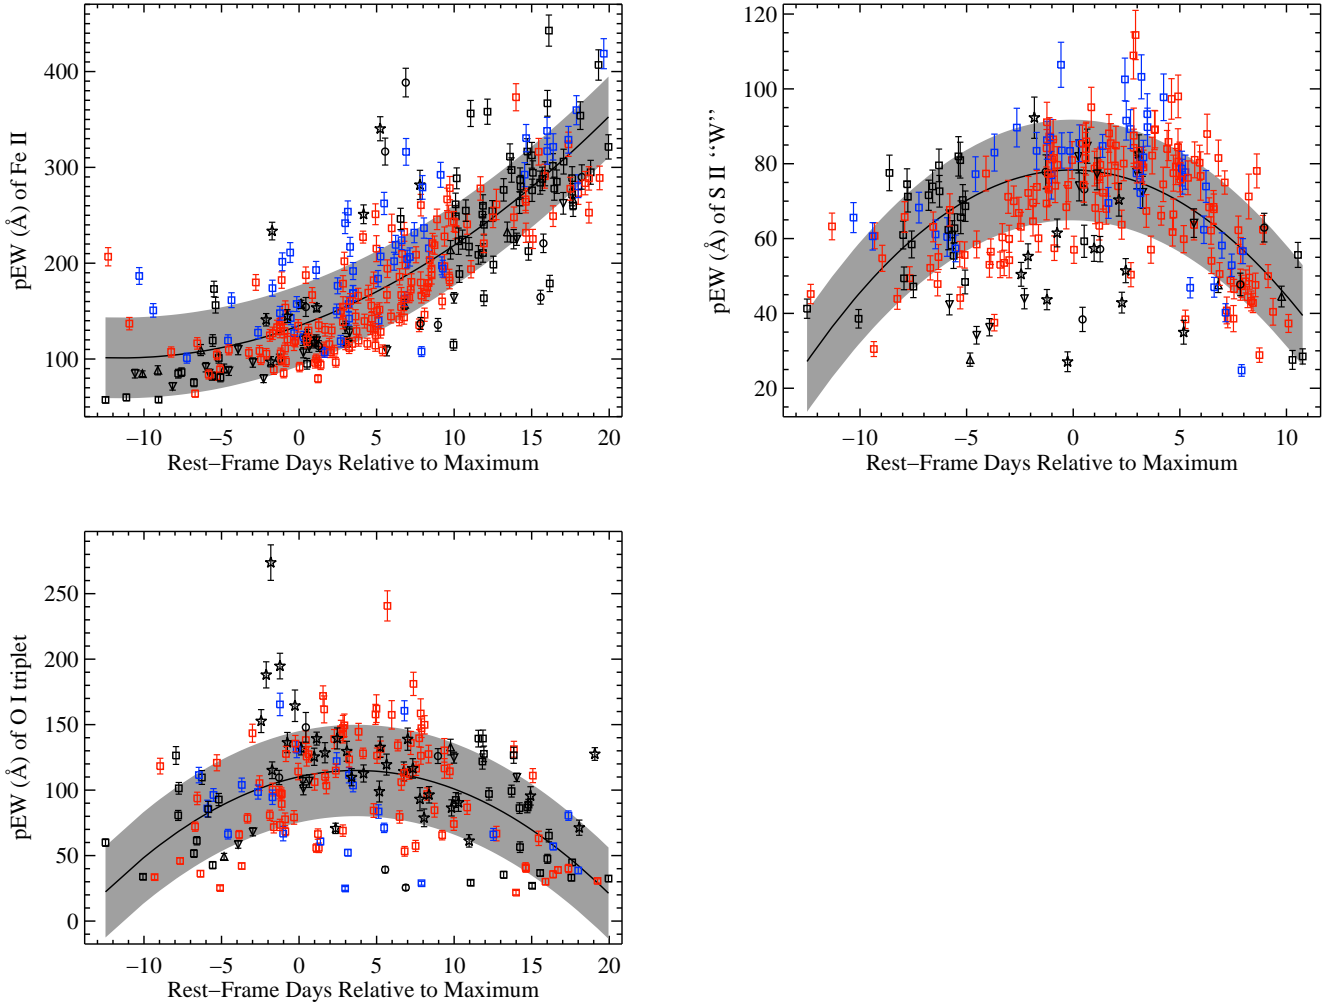 pEW (Å) of Fe II
400
300
200
100
−10 −5 0 5 10 15 20
Rest−Frame Days Relative to Maximum
pEW (Å) of S II “W”
120
100
80
60
40
20
−10 −5 0 5 10
Rest−Frame Days Relative to Maximum
pEW (Å) of O I triplet
250
200
150
100
50
0
−10 −5 0 5 10 15 20
Rest−Frame Days Relative to Maximum